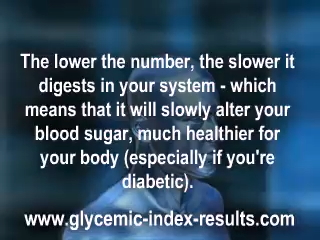 The lower the number, the slower it
digests in your system - which
means that it will slowly alter your
blood sugar, much healthier for
your body (especially if you're
diabetic).
www.glycemic-index-results.com